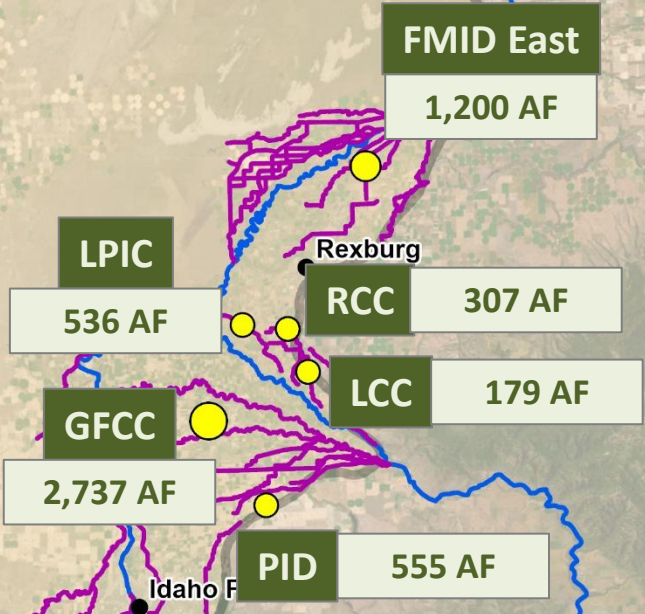 FMID East
1,200 AF
Rexburg
LPIC
536 AF
RCC
307 AF
LCC
179 AF
GFCC
2,737 AF
PID
555 AF
Idaho F